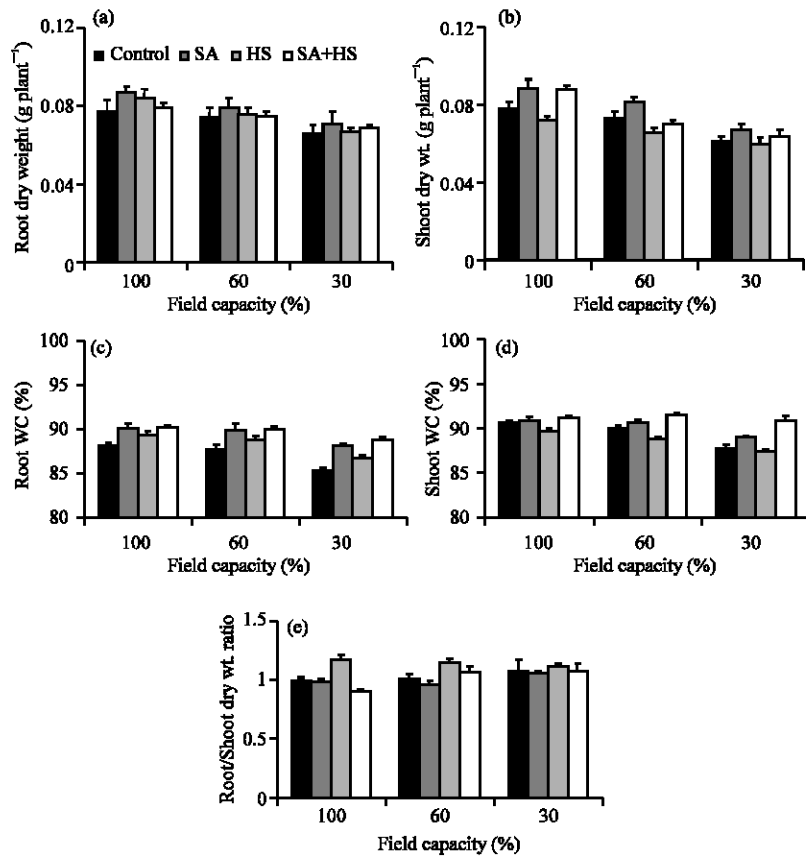 (a)
0.12
0.08
0.04
0
Root dry weight (g plant⁻¹)
Control SA HS SA+HS
100 60 30
Field capacity (%)
(b)
0.12
0.08
0.04
0
Shoot dry wt. (g plant⁻¹)
100 60 30
Field capacity (%)
(c)
100
95
90
85
80
Root WC (%)
100 60 30
Field capacity (%)
(d)
100
95
90
85
80
Shoot WC (%)
100 60 30
Field capacity (%)
(e)
1.5
1
0.5
0
Root/Shoot dry wt. ratio
100 60 30
Field capacity (%)